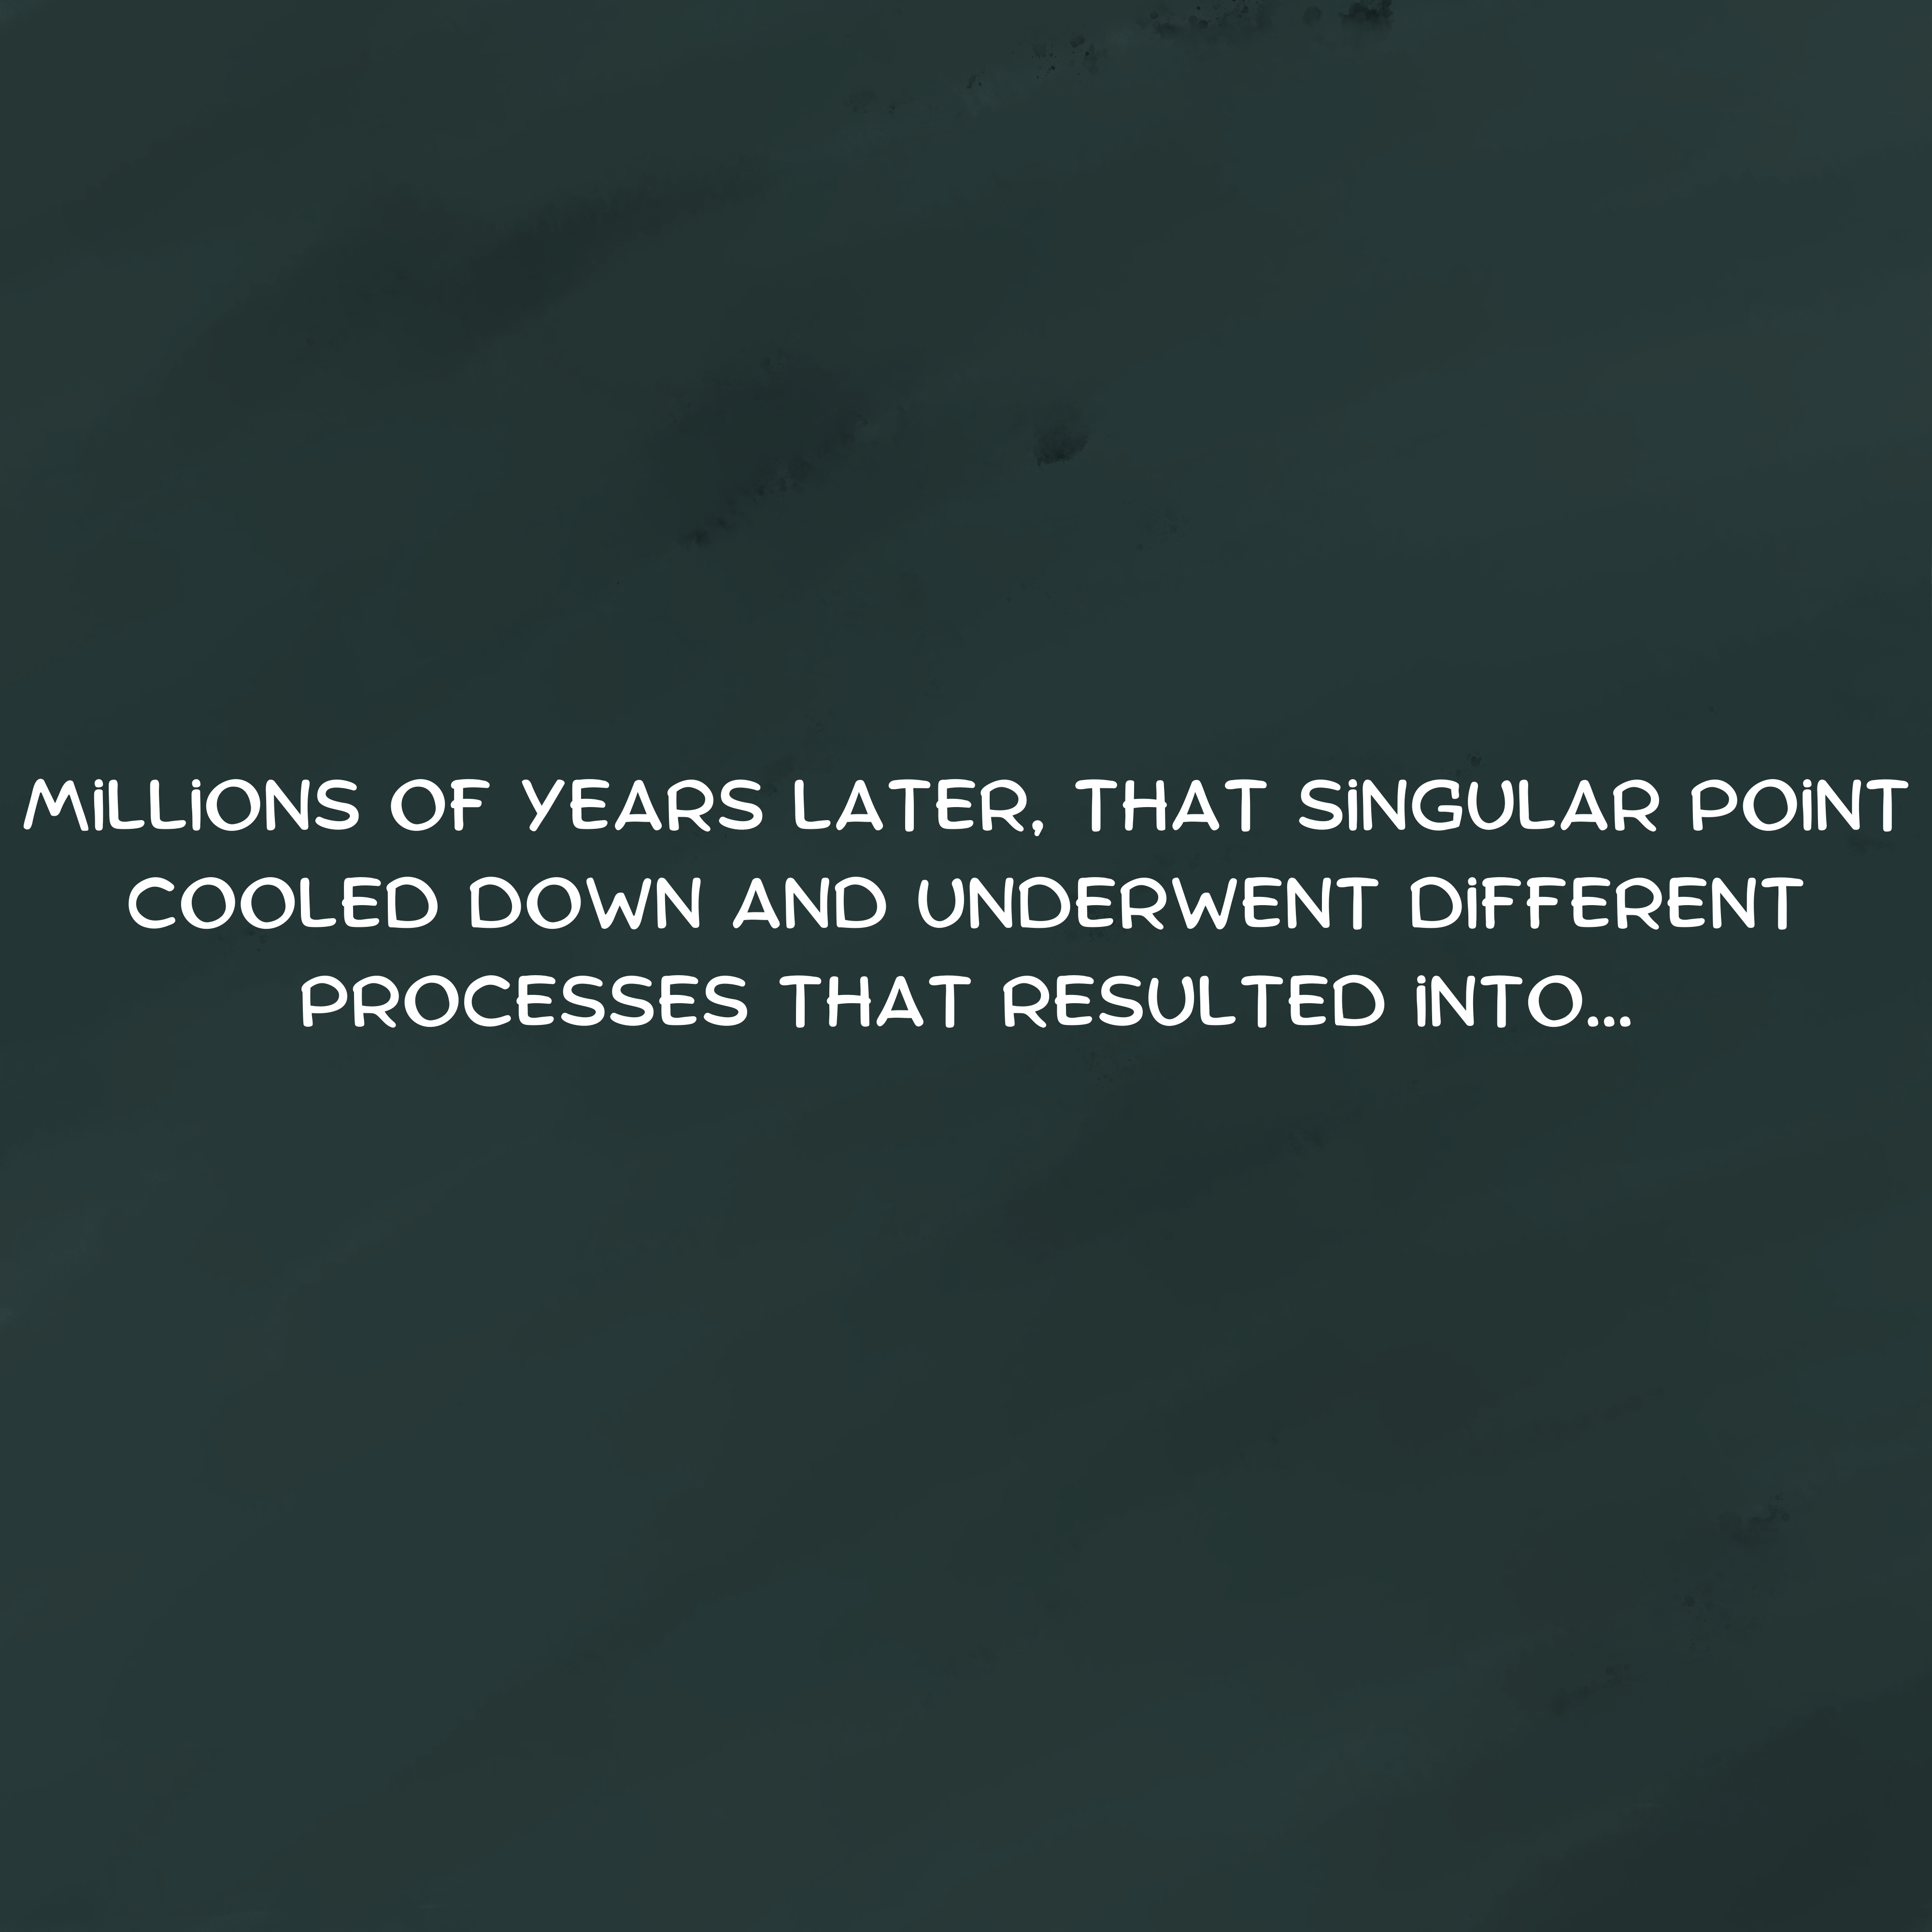 MiLLiONS OF YEARS LATER, THAT SiNGULAR POiNT
COOLED DOWN AND UNDERWENT DiFFERENT
PROCESSES THAT RESULTED iNTO...